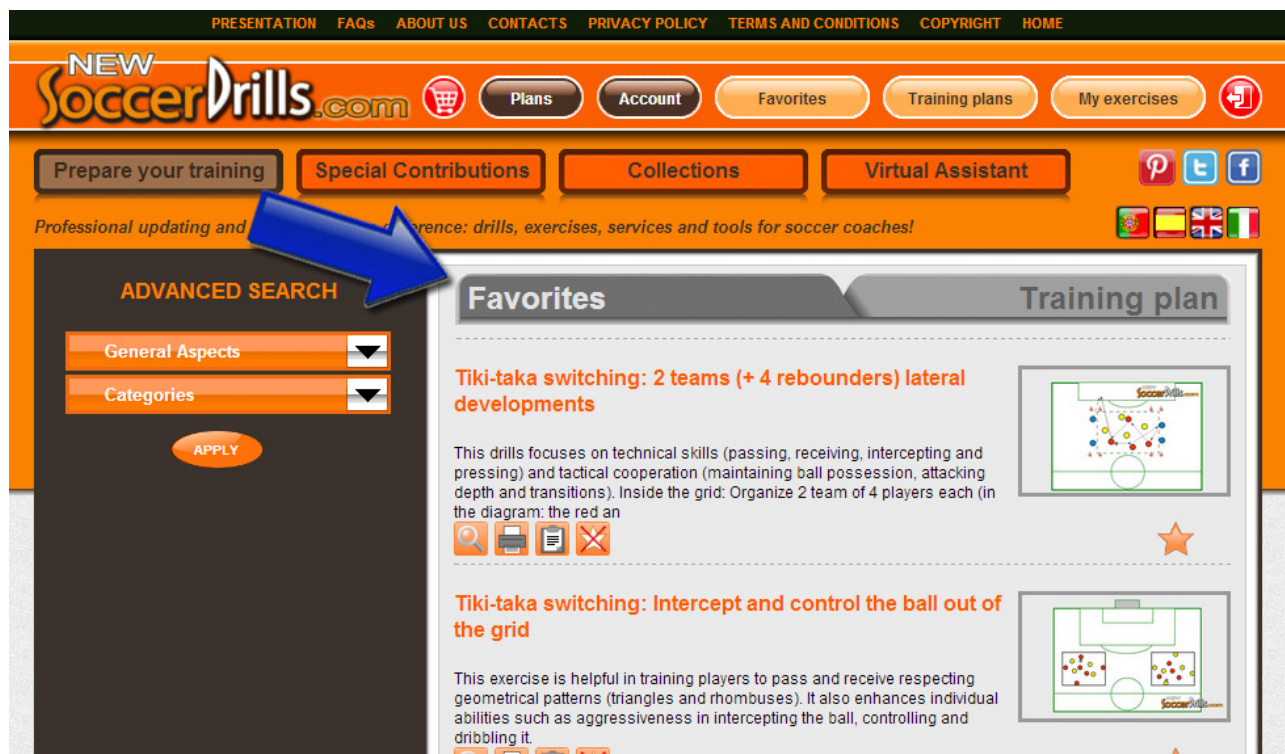 PRESENTATION FAQs ABOUT US CONTACTS PRIVACY POLICY TERMS AND CONDITIONS COPYRIGHT HOME
NEW
SoccerDrills.com
Plans Account Favorites Training plans My exercises
Prepare your training Special Contributions Collections Virtual Assistant
Professional updating and rence: drills, exercises, services and tools for soccer coaches!
ADVANCED SEARCH
General Aspects
Categories
APPLY
Favorites Training plan
Tiki-taka switching: 2 teams (+ 4 rebounders) lateral
developments
SoccerDrills.com
This drills focuses on technical skills (passing, receiving, intercepting and
pressing) and tactical cooperation (maintaining ball possession, attacking
depth and transitions). Inside the grid: Organize 2 team of 4 players each (in
the diagram: the red an
Tiki-taka switching: Intercept and control the ball out of
the grid
This exercise is helpful in training players to pass and receive respecting
geometrical patterns (triangles and rhombuses). It also enhances individual
abilities such as aggressiveness in intercepting the ball, controlling and
dribbling it.
SoccerDrills.com